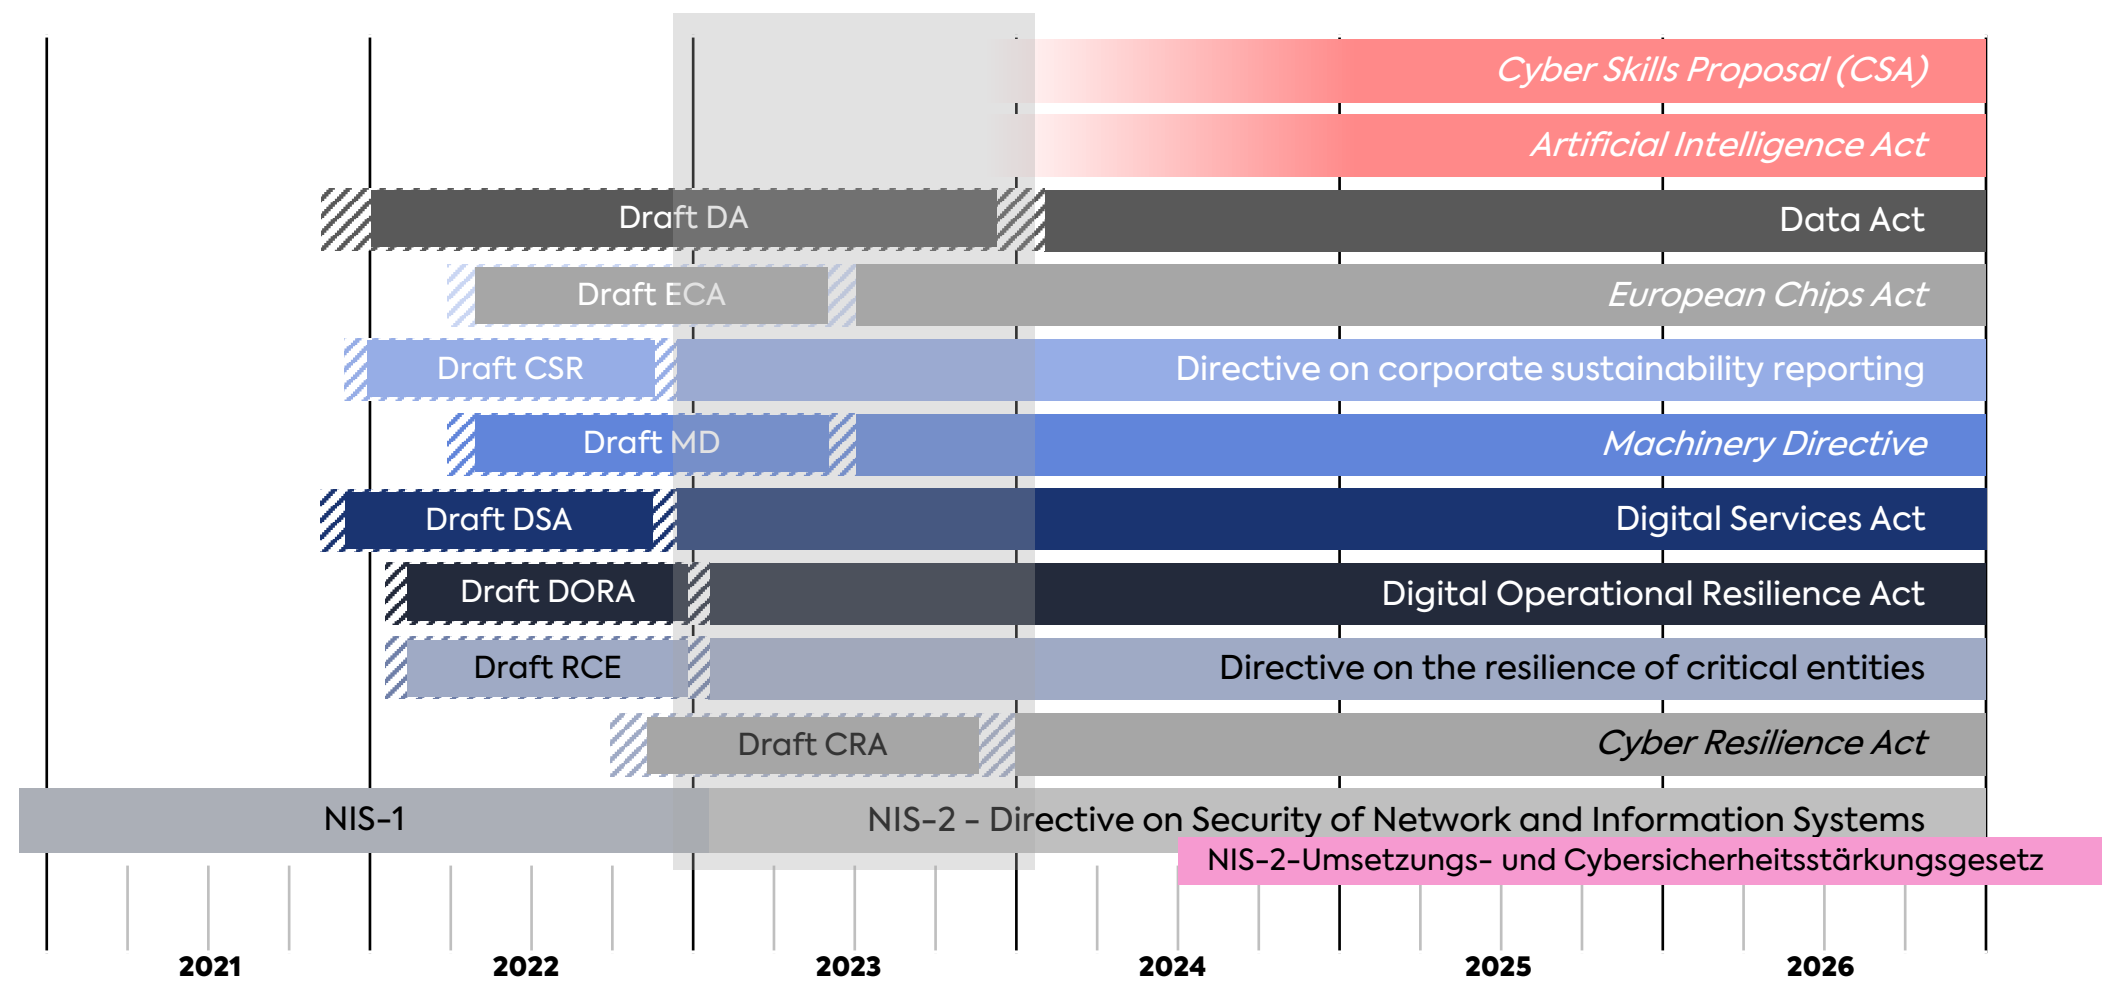 Cyber Skills Proposal (CSA)
Artificial Intelligence Act
Draft DA
Data Act
Draft ECA
European Chips Act
Draft CSR
Directive on corporate sustainability reporting
Draft MD
Machinery Directive
Draft DSA
Digital Services Act
Draft DORA
Digital Operational Resilience Act
Draft RCE
Directive on the resilience of critical entities
Draft CRA
Cyber Resilience Act
NIS-1
NIS-2 - Directive on Security of Network and Information Systems
NIS-2-Umsetzungs- und Cybersicherheitsstärkungsgesetz
2021 2022 2023 2024 2025 2026